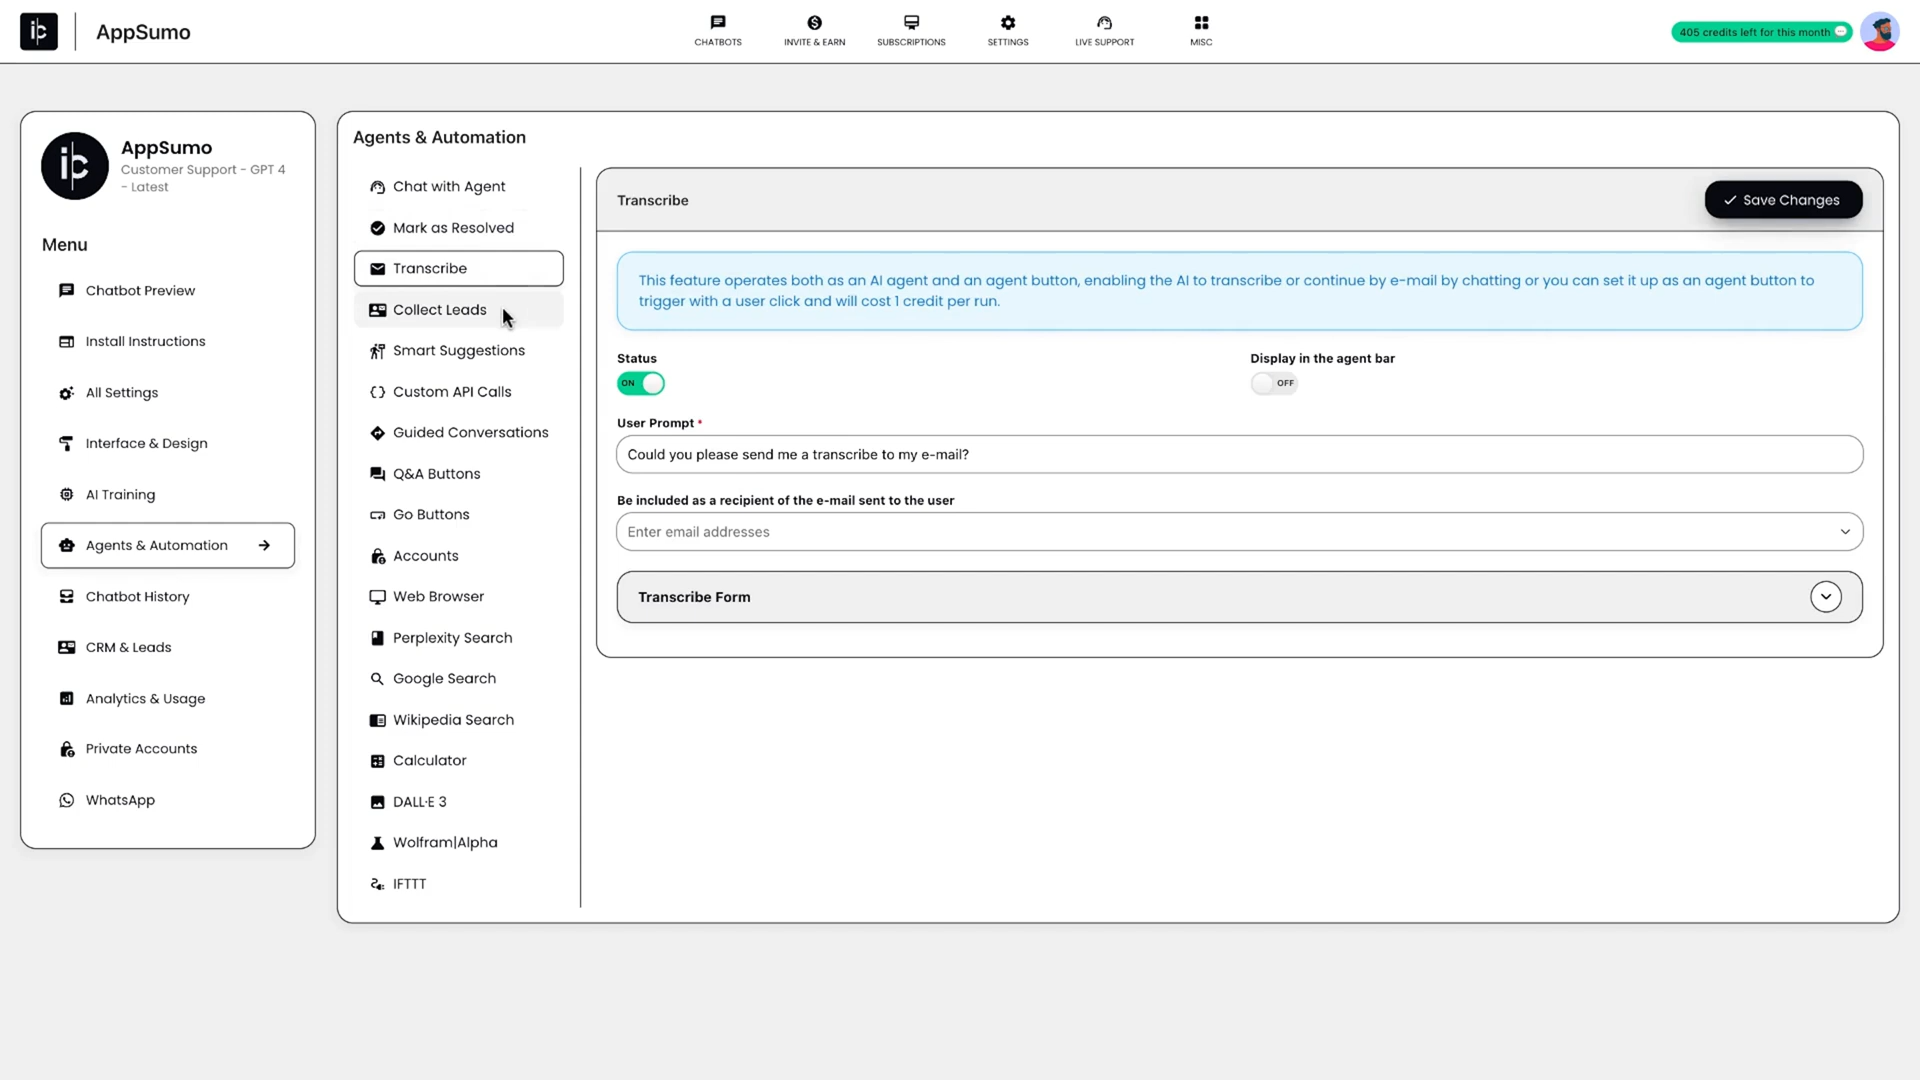 ic
AppSumo
CHATBOTS
INVITE & EARN
SUBSCRIPTIONS
SETTINGS
LIVE SUPPORT
MISC
405 credits left for this month
ic
AppSumo
Customer Support - GPT 4
- Latest
Menu
Chatbot Preview
Install Instructions
All Settings
Interface & Design
AI Training
Agents & Automation
Chatbot History
CRM & Leads
Analytics & Usage
Private Accounts
WhatsApp
Agents & Automation
Chat with Agent
Mark as Resolved
Transcribe
Collect Leads
Smart Suggestions
Custom API Calls
Guided Conversations
Q&A Buttons
Go Buttons
Accounts
Web Browser
Perplexity Search
Google Search
Wikipedia Search
Calculator
DALL·E 3
Wolfram|Alpha
IFTTT
Transcribe
Save Changes
This feature operates both as an AI agent and an agent button, enabling the AI to transcribe or continue by e-mail by chatting or you can set it up as an agent button to
trigger with a user click and will cost 1 credit per run.
Status
ON
Display in the agent bar
OFF
User Prompt *
Could you please send me a transcribe to my e-mail?
Be included as a recipient of the e-mail sent to the user
Enter email addresses
Transcribe Form